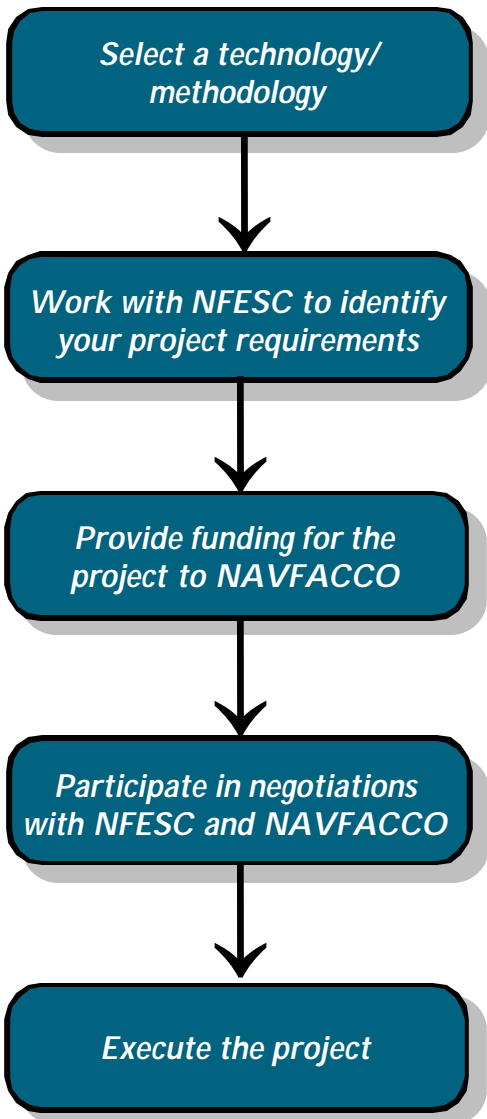 Select a technology/
methodology
Work with NFESC to identify
your project requirements
Provide funding for the
project to NAVFACCO
Participate in negotiations
with NFESC and NAVFACCO
Execute the project